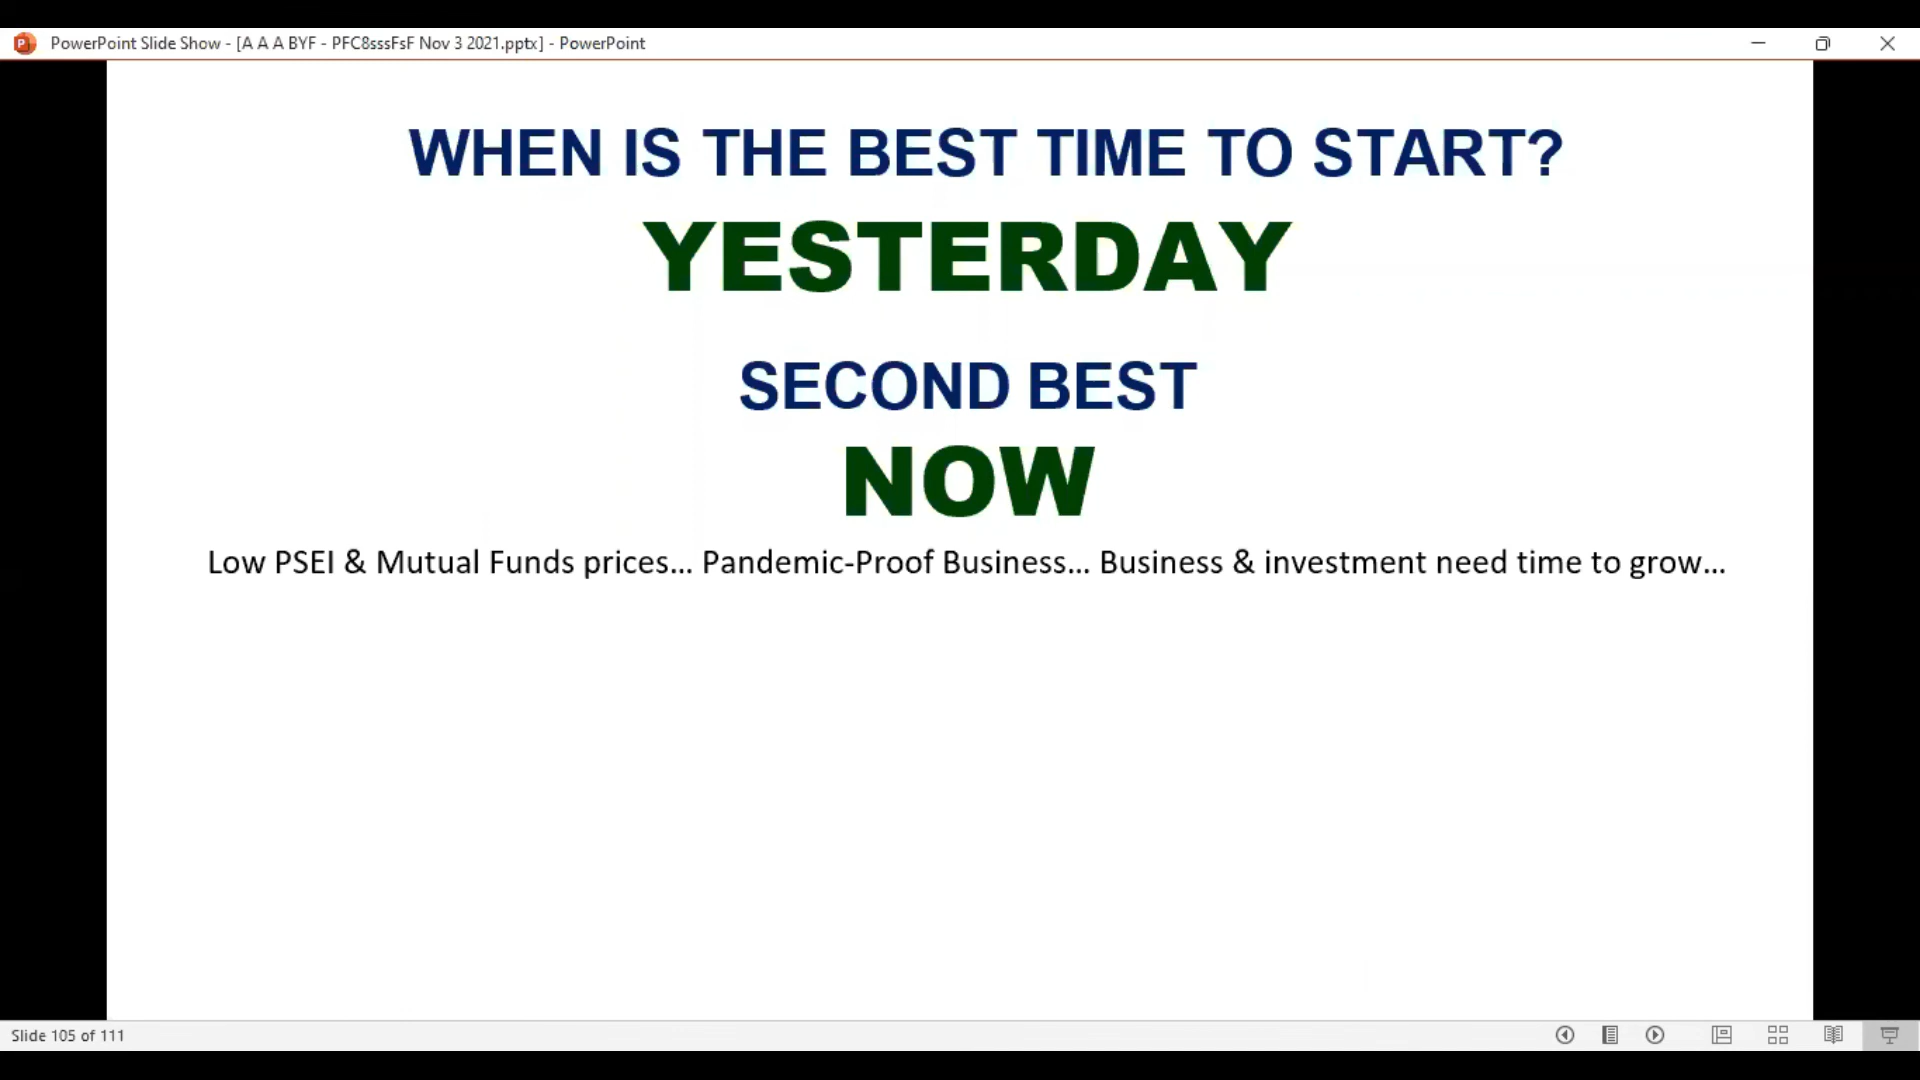 PowerPoint Slide Show - [A A A BYF - PFC8sssFsF Nov 3 2021.pptx] - PowerPoint
WHEN IS THE BEST TIME TO START?
YESTERDAY
SECOND BEST
NOW
Low PSEI & Mutual Funds prices... Pandemic-Proof Business... Business & investment need time to grow...
Slide 105 of 111